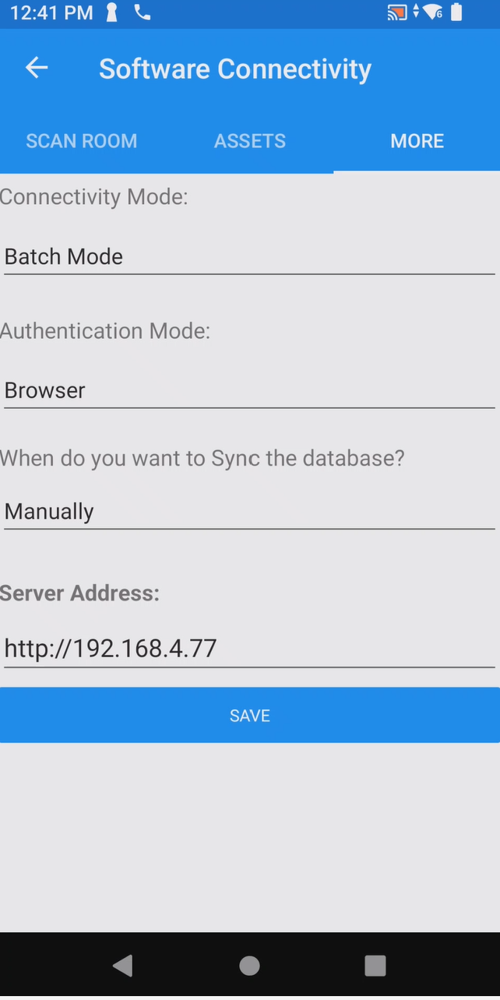 12:41 PM
6
Software Connectivity
SCAN ROOM ASSETS MORE
Connectivity Mode:
Batch Mode
Authentication Mode:
Browser
When do you want to Sync the database?
Manually
Server Address:
http://192.168.4.77
SAVE